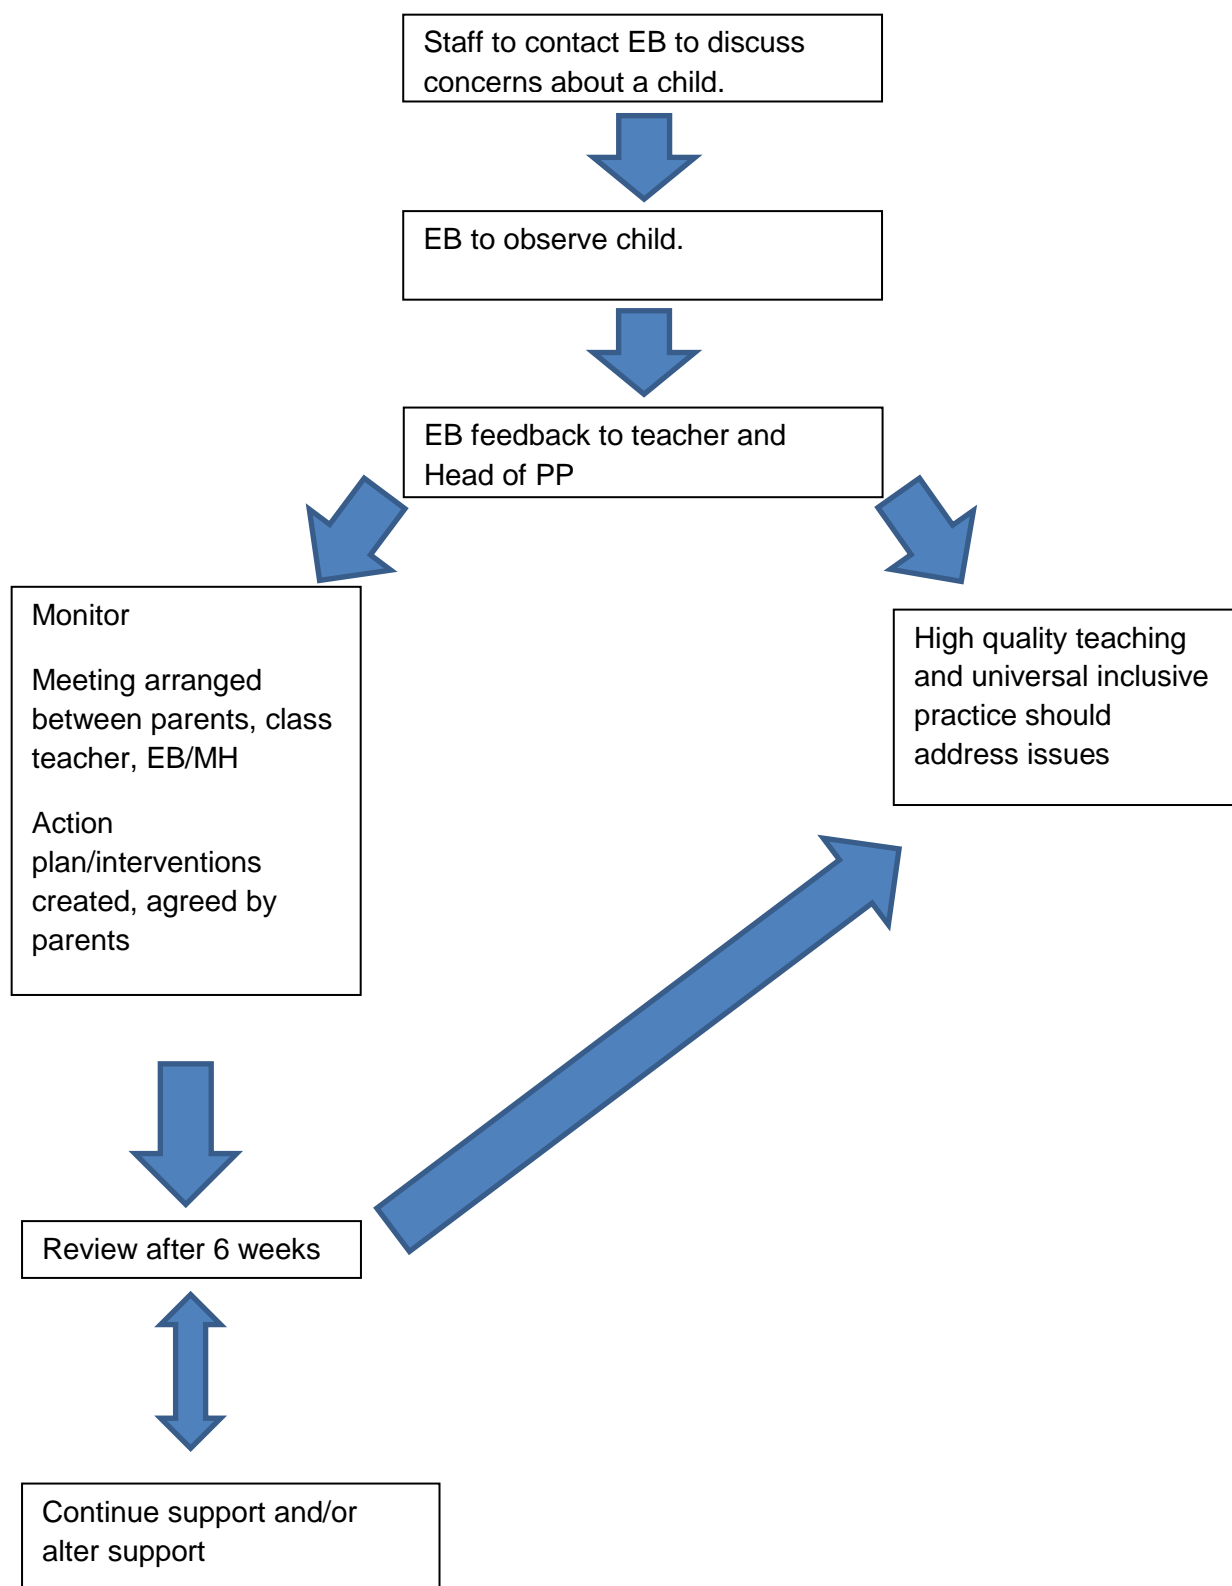 Staff to contact EB to discuss
concerns about a child.
EB to observe child.
EB feedback to teacher and
Head of PP
Monitor
Meeting arranged
between parents, class
teacher, EB/MH
Action
plan/interventions
created, agreed by
parents
High quality teaching
and universal inclusive
practice should
address issues
Review after 6 weeks
Continue support and/or
alter support